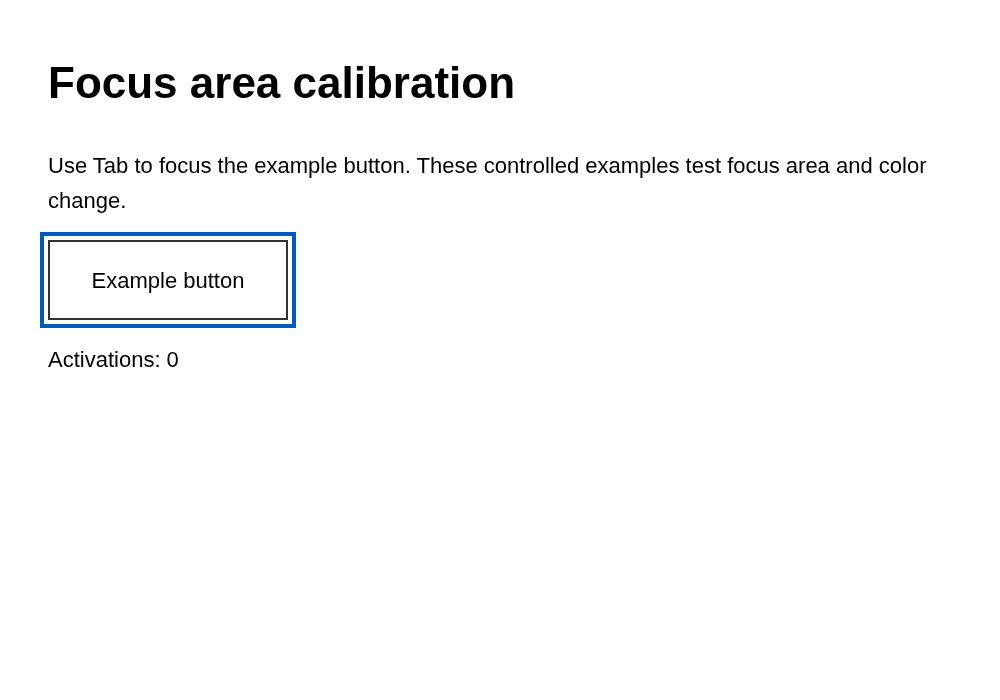 Focus area calibration
Use Tab to focus the example button. These controlled examples test focus area and color
change.
Example button
Activations: 0